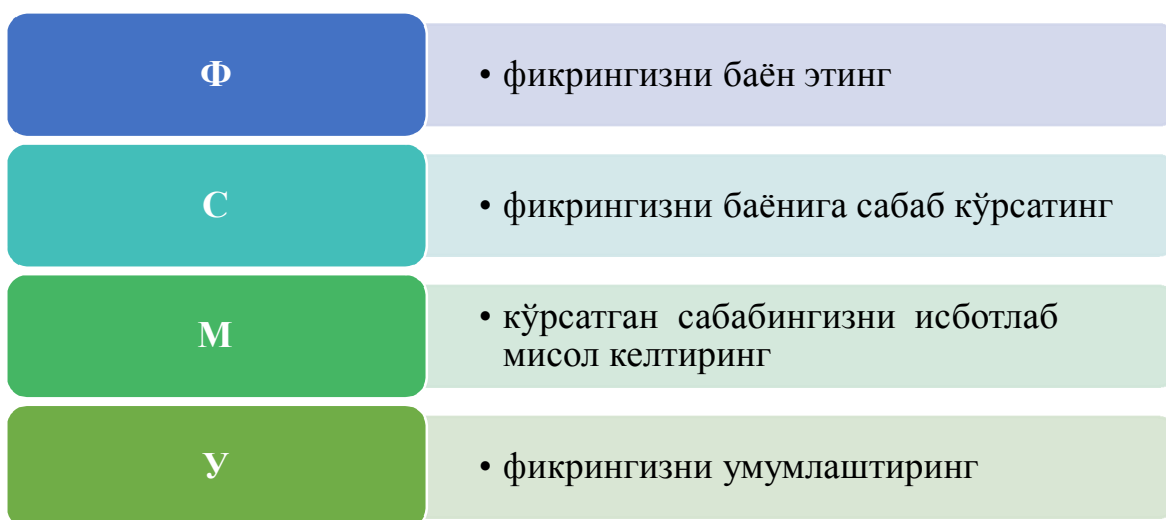 Ф
• фикрингизни баён этинг
С
• фикрингизни баёнига сабаб кўрсатинг
М
• кўрсатган сабабингизни исботлаб
мисол келтиринг
У
• фикрингизни умумлаштиринг